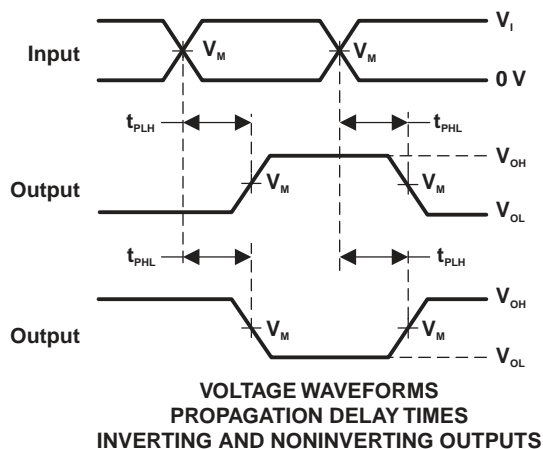 V_I
Input
V_M
V_M
0 V
t_PLH
t_PHL
V_OH
Output
V_M
V_M
V_OL
t_PHL
t_PLH
V_OH
Output
V_M
V_M
V_OL
VOLTAGE WAVEFORMS
PROPAGATION DELAY TIMES
INVERTING AND NONINVERTING OUTPUTS